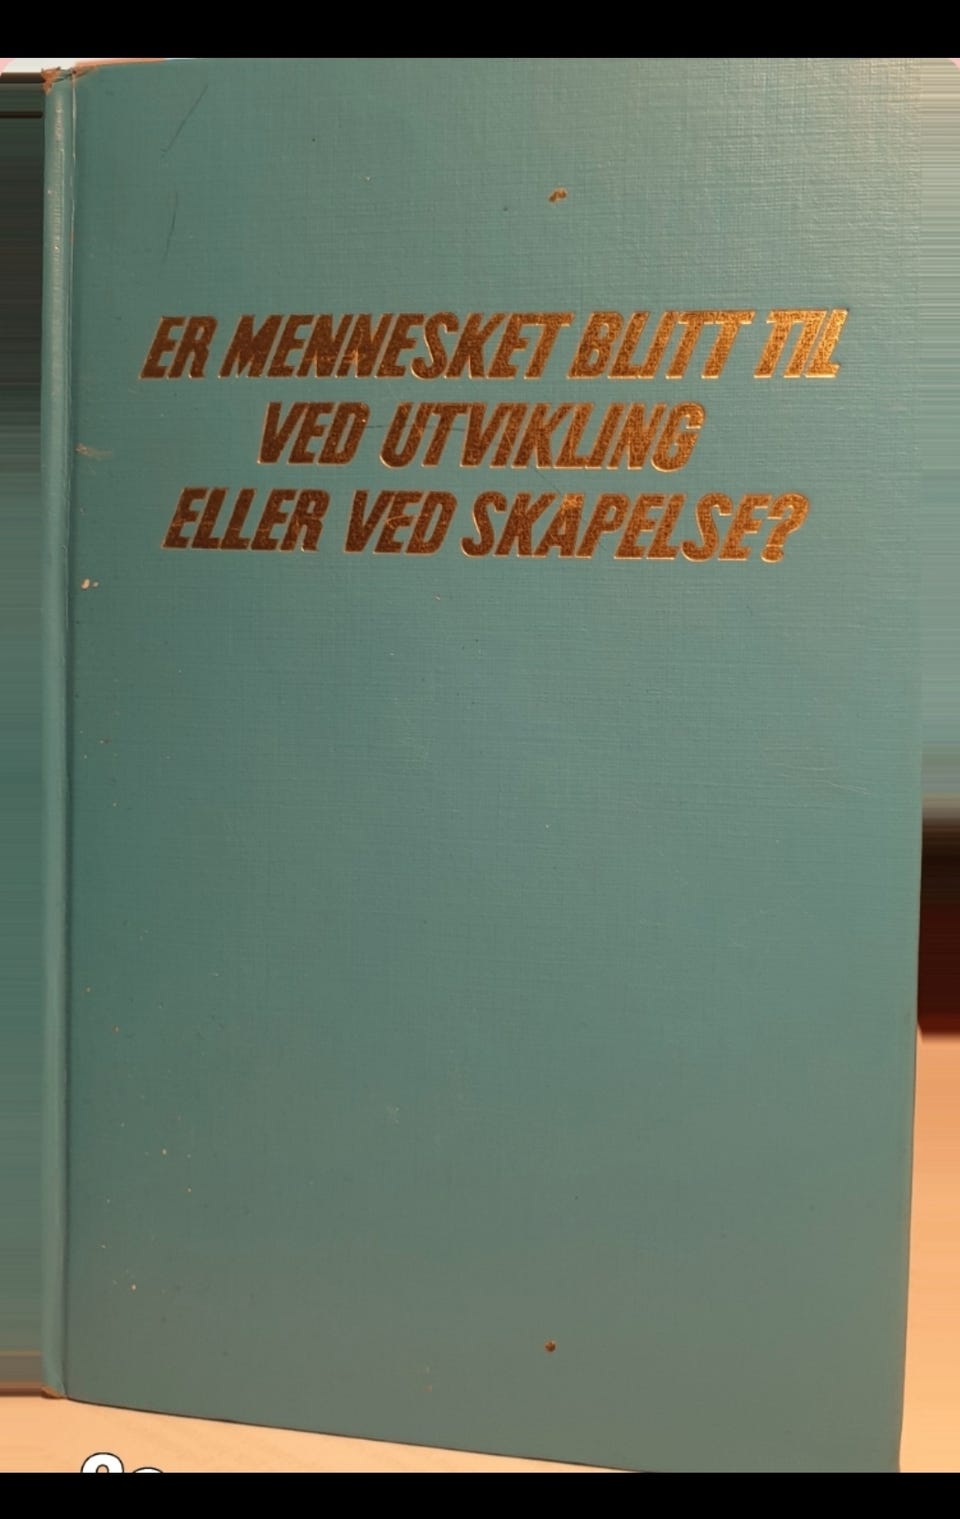 ER MENNESKET BLITT TIL
VED UTVIKLING
ELLER VED SKAPELSE?